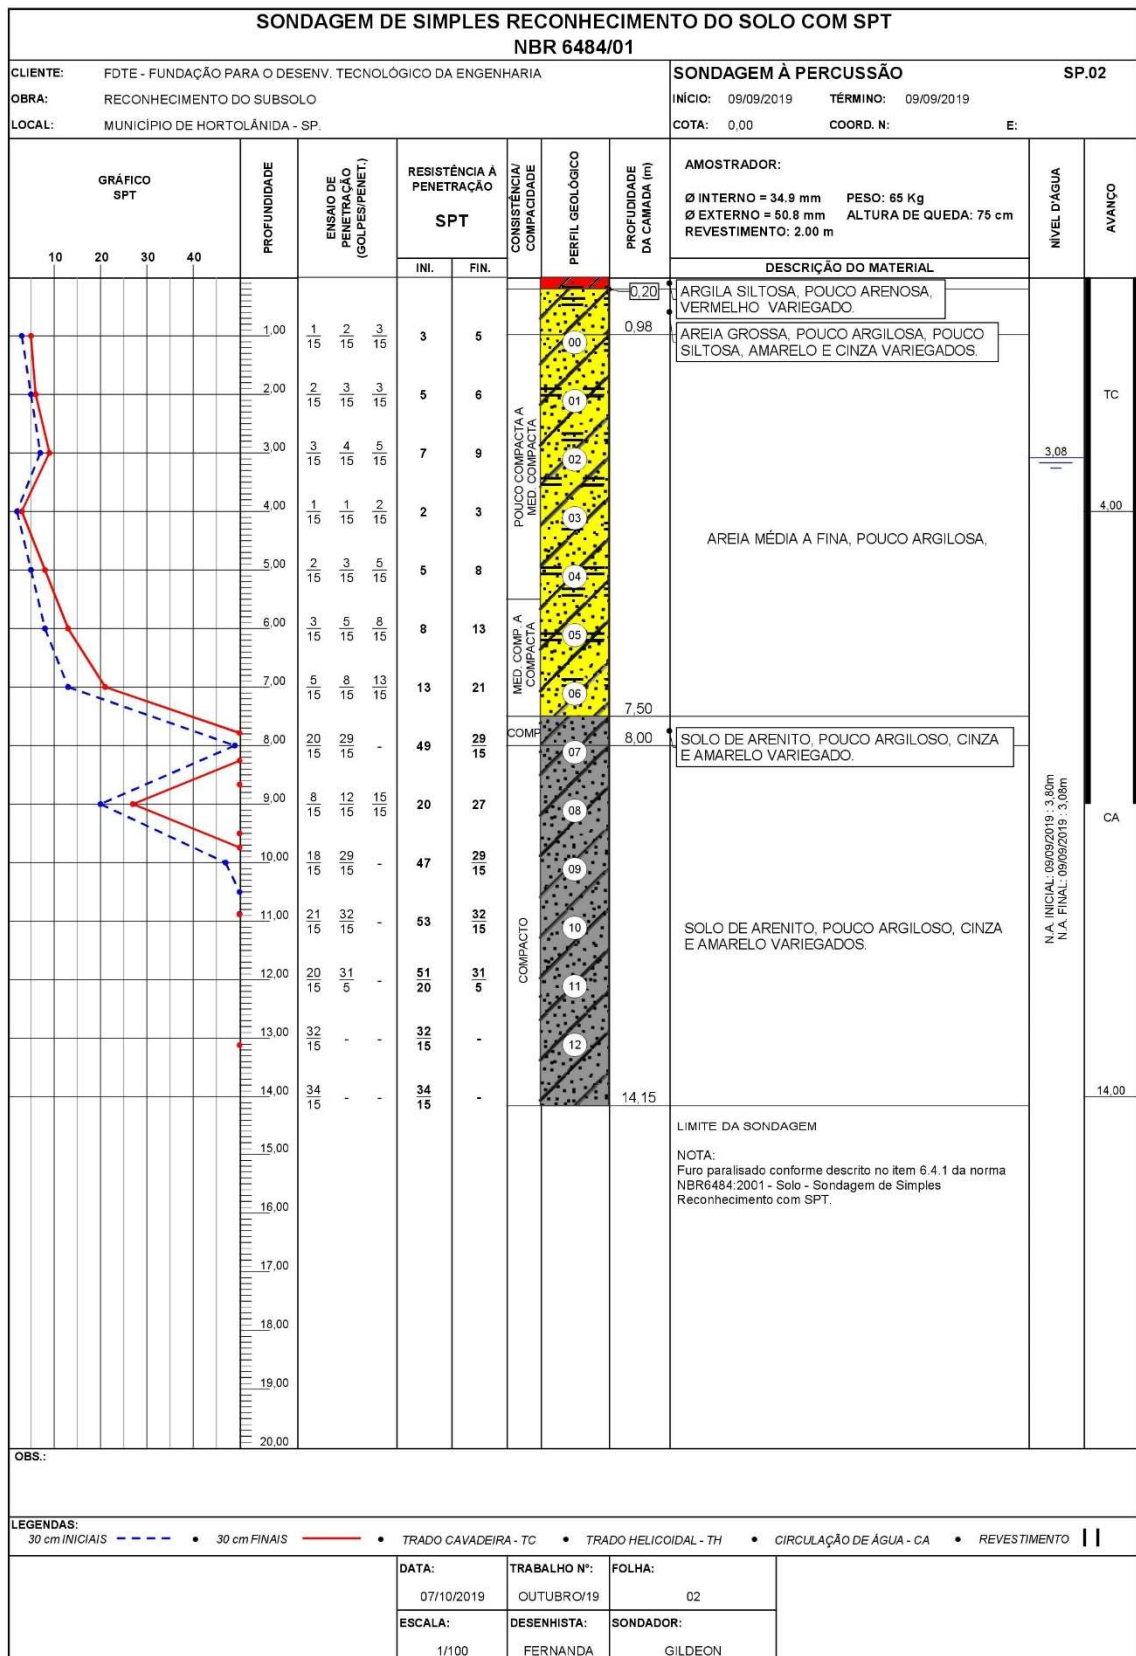 SONDAGEM DE SIMPLES RECONHECIMENTO DO SOLO COM SPT
NBR 6484/01
CLIENTE: FDTE - FUNDAÇÃO PARA O DESENV. TECNOLÓGICO DA ENGENHARIA
OBRA: RECONHECIMENTO DO SUBSOLO
LOCAL: MUNICÍPIO DE HORTOLÂNIDA - SP.
SONDAGEM À PERCUSSÃO SP.02
INÍCIO: 09/09/2019 TÉRMINO: 09/09/2019
COTA: 0,00 COORD. N: E:
GRÁFICO
SPT
10 20 30 40
PROFUNDIDADE
ENSAIO DE
PENETRAÇÃO
(GOLPES/PENET.)
RESISTÊNCIA À
PENETRAÇÃO
SPT
INI. FIN.
CONSISTÊNCIA/
COMPACIDADE
PERFIL GEOLÓGICO
PROFUDIDADE
DA CAMADA (m)
AMOSTRADOR:
Ø INTERNO = 34.9 mm PESO: 65 Kg
Ø EXTERNO = 50.8 mm ALTURA DE QUEDA: 75 cm
REVESTIMENTO: 2.00 m
DESCRIÇÃO DO MATERIAL
NÍVEL D'ÁGUA
AVANÇO
1,00 1/15 2/15 3/15 3 5
2,00 2/15 3/15 3/15 5 6
3,00 3/15 4/15 5/15 7 9
4,00 1/15 1/15 2/15 2 3
5,00 2/15 3/15 5/15 5 8
6,00 3/15 5/15 8/15 8 13
7,00 5/15 8/15 13/15 13 21
8,00 20/15 29/15 - 49 29/15
9,00 8/15 12/15 15/15 20 27
10,00 18/15 29/15 - 47 29/15
11,00 21/15 32/15 - 53 32/15
12,00 20/15 31/5 - 51/20 31/5
13,00 32/15 - - 32/15 -
14,00 34/15 - - 34/15 -
15,00
16,00
17,00
18,00
19,00
20,00
POUCO COMPACTA A
MED. COMPACTA
MED. COMP. A
COMPACTA
COMP
COMPACTO
00
01
02
03
04
05
06
07
08
09
10
11
12
0,20
0,98
7,50
8,00
14,15
ARGILA SILTOSA, POUCO ARENOSA,
VERMELHO VARIEGADO.
AREIA GROSSA, POUCO ARGILOSA, POUCO
SILTOSA, AMARELO E CINZA VARIEGADOS.
AREIA MÉDIA A FINA, POUCO ARGILOSA,
SOLO DE ARENITO, POUCO ARGILOSO, CINZA
E AMARELO VARIEGADO.
SOLO DE ARENITO, POUCO ARGILOSO, CINZA
E AMARELO VARIEGADOS.
LIMITE DA SONDAGEM
NOTA:
Furo paralisado conforme descrito no item 6.4.1 da norma
NBR6484:2001 - Solo - Sondagem de Simples
Reconhecimento com SPT.
3,08
N.A. INICIAL: 09/09/2019 : 3,80m
N.A. FINAL: 09/09/2019 : 3,08m
TC
4,00
CA
14,00
OBS.:
LEGENDAS:
30 cm INICIAIS • 30 cm FINAIS • TRADO CAVADEIRA - TC • TRADO HELICOIDAL - TH • CIRCULAÇÃO DE ÁGUA - CA • REVESTIMENTO
DATA: TRABALHO Nº: FOLHA:
07/10/2019 OUTUBRO/19 02
ESCALA: DESENHISTA: SONDADOR:
1/100 FERNANDA GILDEON